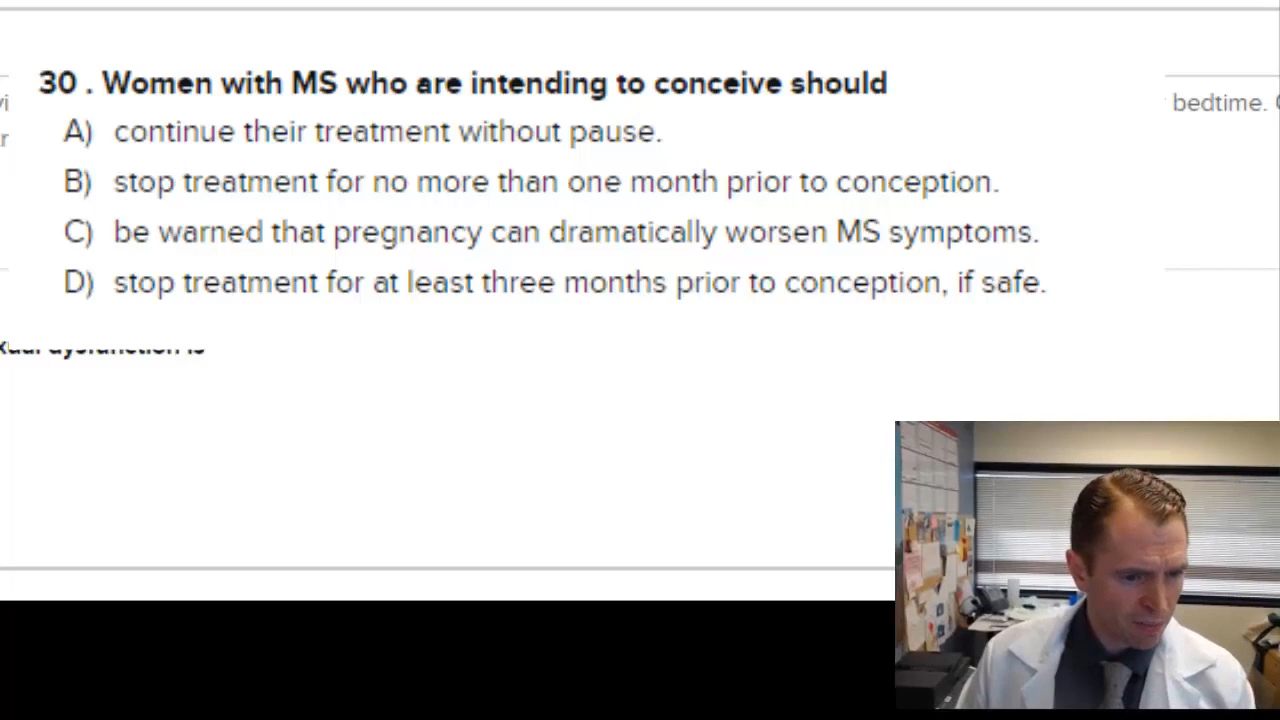 30 . Women with MS who are intending to conceive should
A) continue their treatment without pause.
bedtime.
B) stop treatment for no more than one month prior to conception.
C) be warned that pregnancy can dramatically worsen MS symptoms.
D) stop treatment for at least three months prior to conception, if safe.
dysfunction is